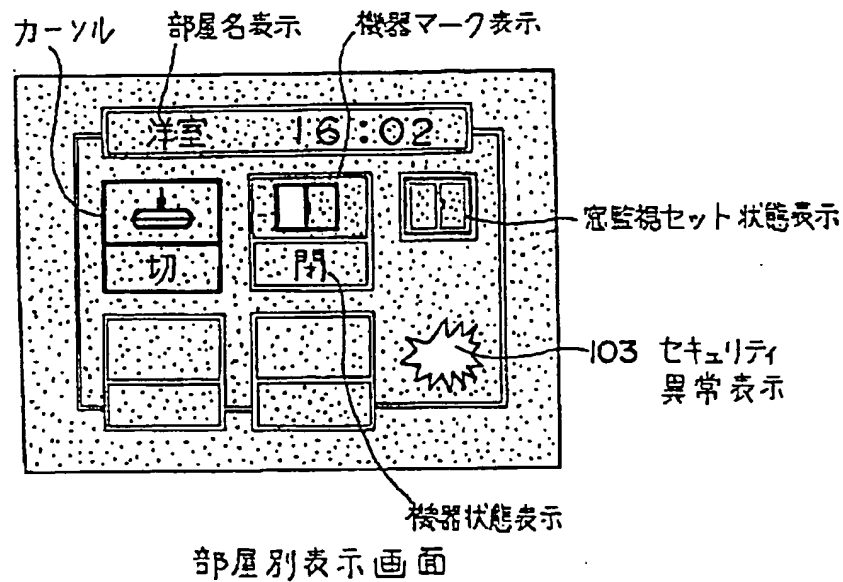 カーソル 部屋名表示 機器マーク表示
洋室 16:02
窓監視セット状態表示
切 閉
103 セキュリティ
異常表示
機器状態表示
部屋別表示画面